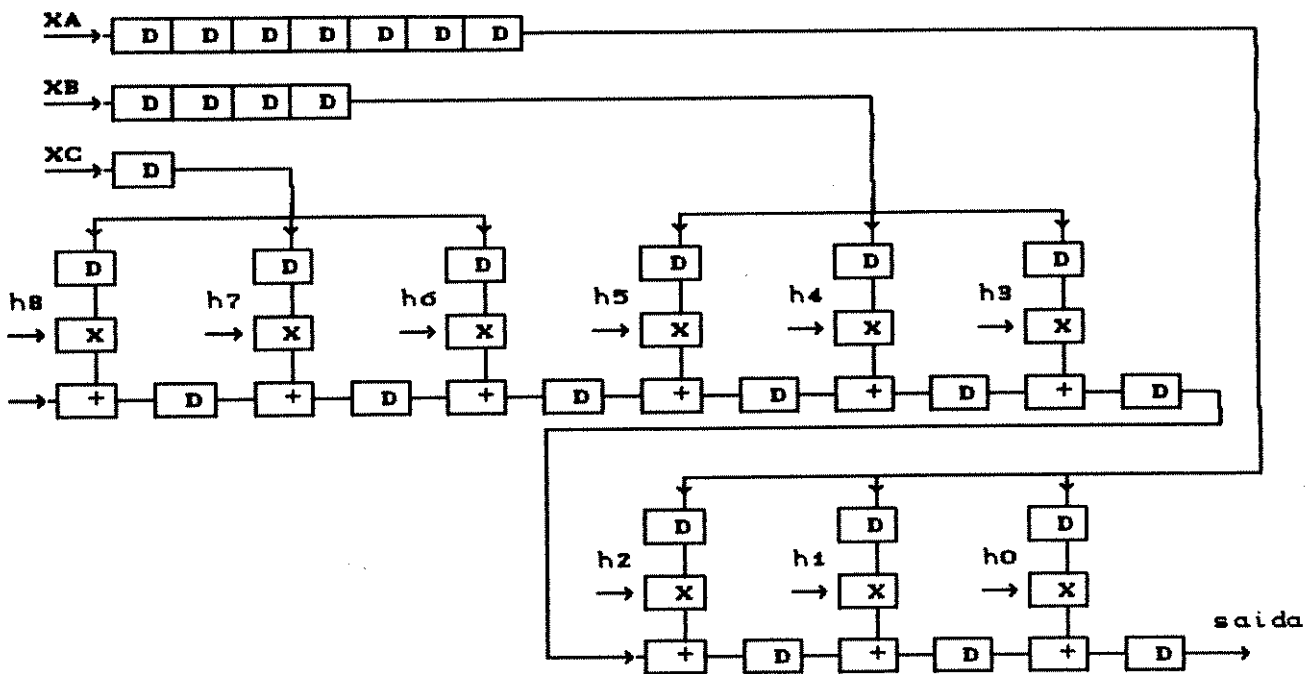 XA D D D D D D D
XB D D D D
XC D
D D D D D D
h8 h7 h6 h5 h4 h3
X X X X X X
+ D + D + D + D + D + D
D D D
h2 h1 h0
X X X
+ D + D + D
saida